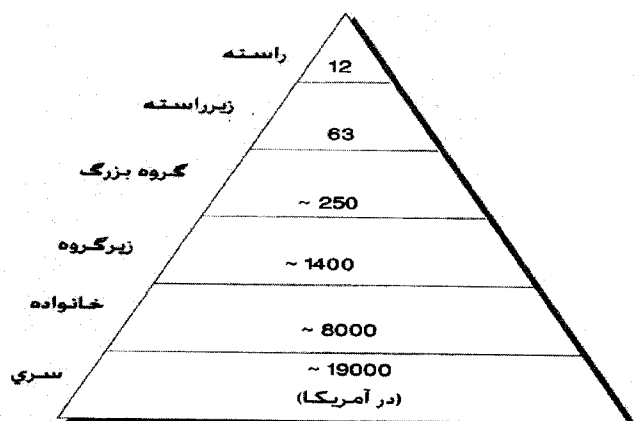 راسته
12
زیرراسته
63
گروه بزرگ
~ 250
زیرگروه
~ 1400
خانواده
~ 8000
سري
~ 19000
(در آمریکا)